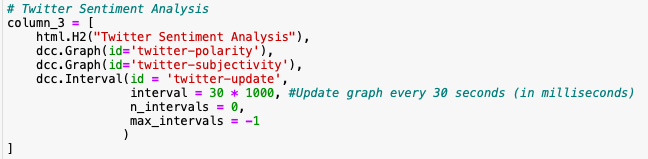 # Twitter Sentiment Analysis
column_3 = [
    html.H2("Twitter Sentiment Analysis"),
    dcc.Graph(id='twitter-polarity'),
    dcc.Graph(id='twitter-subjectivity'),
    dcc.Interval(id = 'twitter-update',
                 interval = 30 * 1000, #Update graph every 30 seconds (in milliseconds)
                 n_intervals = 0,
                 max_intervals = -1
                )
]